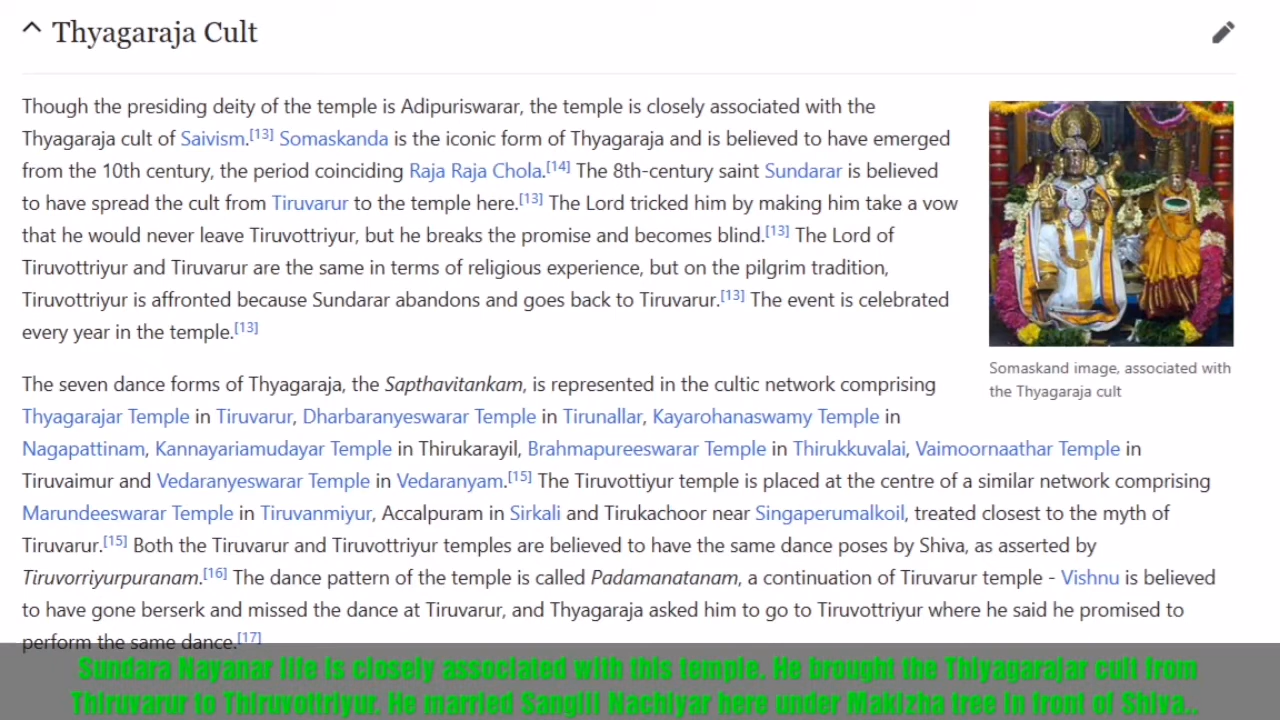 Thyagaraja Cult
Though the presiding deity of the temple is Adipuriswarar, the temple is closely associated with the
Thyagaraja cult of Saivism.[13] Somaskanda is the iconic form of Thyagaraja and is believed to have emerged
from the 10th century, the period coinciding Raja Raja Chola.[14] The 8th-century saint Sundarar is believed
to have spread the cult from Tiruvarur to the temple here.[13] The Lord tricked him by making him take a vow
that he would never leave Tiruvottriyur, but he breaks the promise and becomes blind.[13] The Lord of
Tiruvottriyur and Tiruvarur are the same in terms of religious experience, but on the pilgrim tradition,
Tiruvottriyur is affronted because Sundarar abandons and goes back to Tiruvarur.[13] The event is celebrated
every year in the temple.[13]
Somaskand image, associated with
the Thyagaraja cult
The seven dance forms of Thyagaraja, the Sapthavitankam, is represented in the cultic network comprising
Thyagarajar Temple in Tiruvarur, Dharbaranyeswarar Temple in Tirunallar, Kayarohanaswamy Temple in
Nagapattinam, Kannayariamudayar Temple in Thirukarayil, Brahmapureeswarar Temple in Thirukkuvalai, Vaimoornaathar Temple in
Tiruvaimur and Vedaranyeswarar Temple in Vedaranyam.[15] The Tiruvottiyur temple is placed at the centre of a similar network comprising
Marundeeswarar Temple in Tiruvanmiyur, Accalpuram in Sirkali and Tirukachoor near Singaperumalkoil, treated closest to the myth of
Tiruvarur.[15] Both the Tiruvarur and Tiruvottriyur temples are believed to have the same dance poses by Shiva, as asserted by
Tiruvorriyurpuranam.[16] The dance pattern of the temple is called Padamanatanam, a continuation of Tiruvarur temple - Vishnu is believed
to have gone berserk and missed the dance at Tiruvarur, and Thyagaraja asked him to go to Tiruvottriyur where he said he promised to
perform the same dance.[17]
Sundara Nayanar life is closely associated with this temple. He brought the Thiyagarajar cult from
Thiruvarur to Thiruvottriyur. He married Sangili Nachiyar here under Makizha tree in front of Shiva..